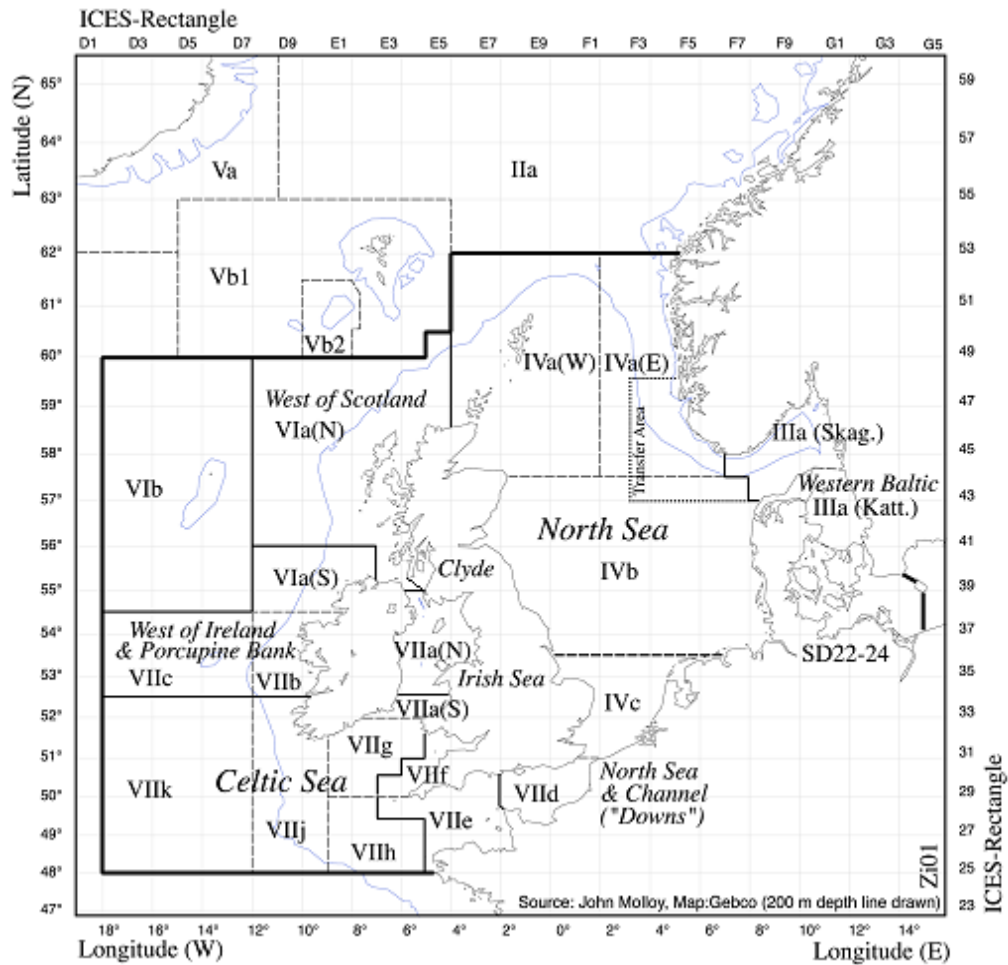 ICES-Rectangle
D1 D3 D5 D7 D9 E1 E3 E5 E7 E9 F1 F3 F5 F7 F9 G1 G3 G5
Latitude (N)
65° 59
64° 57
Va IIa
63° 55
62° 53
Vb1
61° 51
Vb2 IVa(W) IVa(E)
60° 49
West of Scotland
59° 47
VIa(N) IIIa (Skag.)
58° 45
Transfer Area
VIb Western Baltic
57° IIIa (Katt.) 43
North Sea
56° 41
VIa(S) Clyde IVb
55° 39
West of Ireland
54° 37
& Porcupine Bank VIIa(N) SD22-24
VIIc VIIb Irish Sea
53° 35
VIIa(S) IVc
52° 33
VIIg
51° 31
Celtic Sea VIIf North Sea
VIIk VIId & Channel
50° 29
VIIe ("Downs")
VIIj
49° 27
VIIh
48° 25
Zi01
ICES-Rectangle
Source: John Molloy, Map:Gebco (200 m depth line drawn)
47° 23
18° 16° 14° 12° 10° 8° 6° 4° 2° 0° 2° 4° 6° 8° 10° 12° 14°
Longitude (W) Longitude (E)